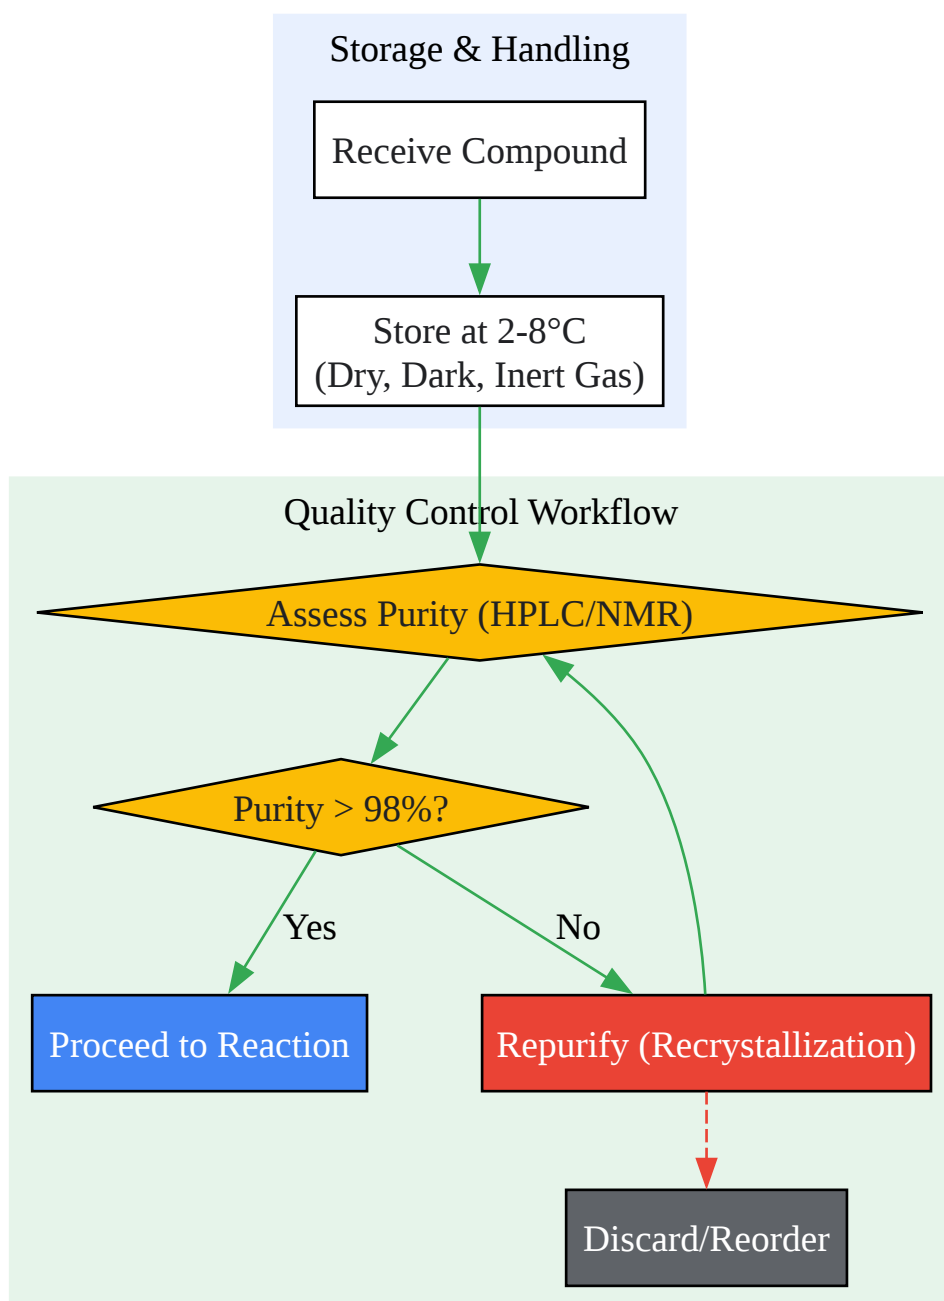 Storage & Handling
Receive Compound
Store at 2-8°C
(Dry, Dark, Inert Gas)
Quality Control Workflow
Assess Purity (HPLC/NMR)
Purity > 98%?
Yes
No
Proceed to Reaction
Repurify (Recrystallization)
Discard/Reorder